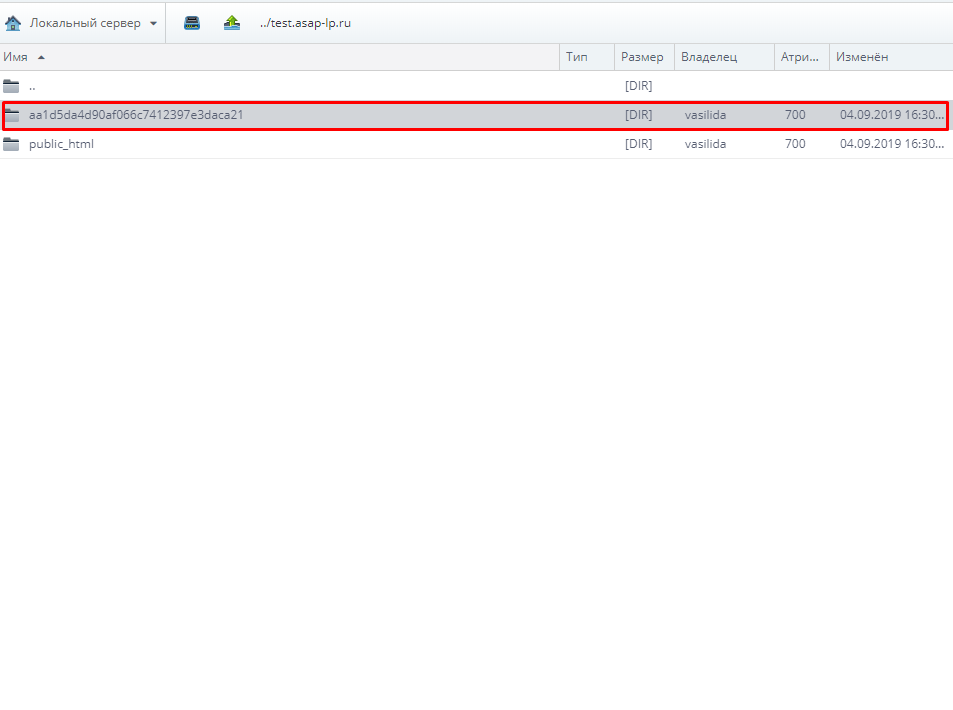 Локальный сервер ../test.asap-lp.ru
Имя Тип Размер Владелец Атри... Изменён
.. [DIR]
aa1d5da4d90af066c7412397e3daca21 [DIR] vasilida 700 04.09.2019 16:30...
public_html [DIR] vasilida 700 04.09.2019 16:30...